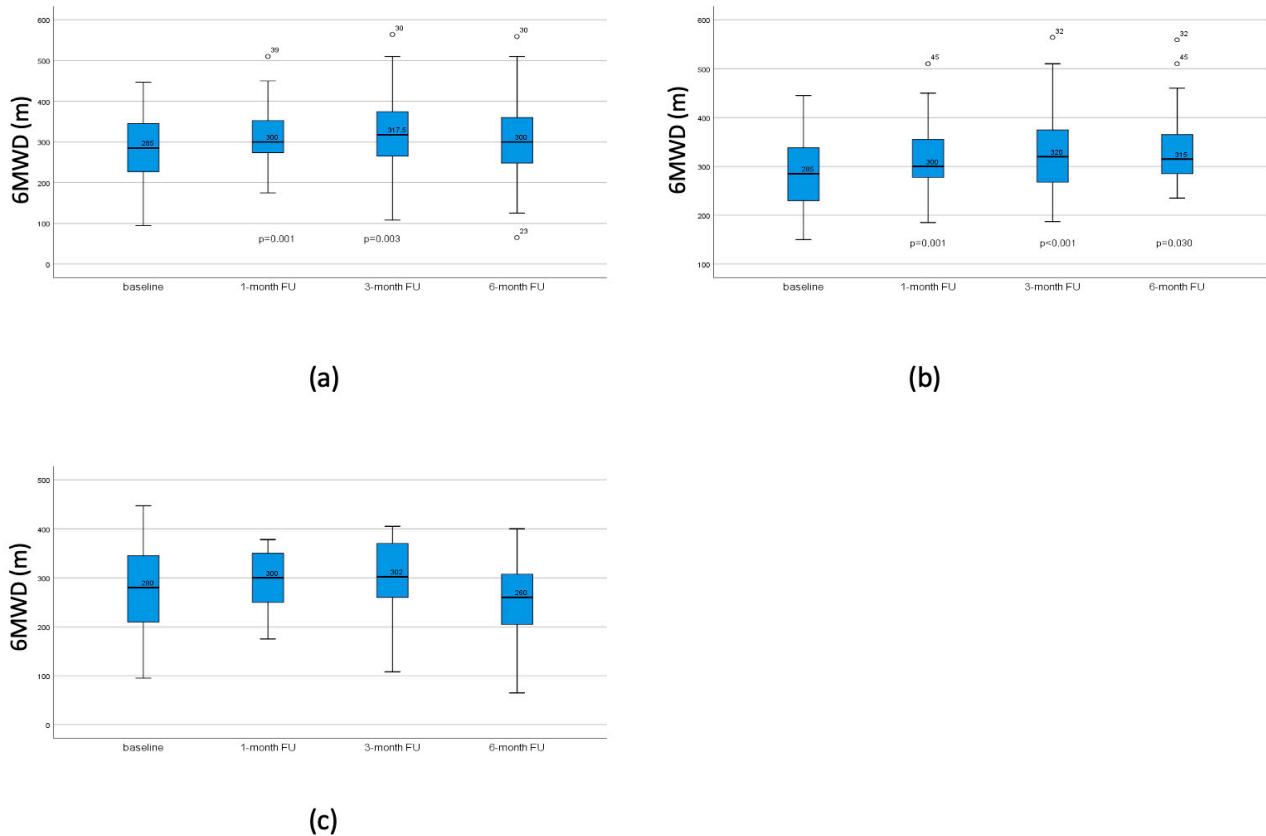 6MWD (m)
600
500
400
300
200
100
0
285
300
317.5
300
39
30
30
23
p=0.001
p=0.003
baseline
1-month FU
3-month FU
6-month FU
(a)
6MWD (m)
600
500
400
300
200
100
285
300
320
315
45
32
32
45
p=0.001
p<0.001
p=0.030
baseline
1-month FU
3-month FU
6-month FU
(b)
6MWD (m)
500
400
300
200
100
0
280
300
302
260
baseline
1-month FU
3-month FU
6-month FU
(c)